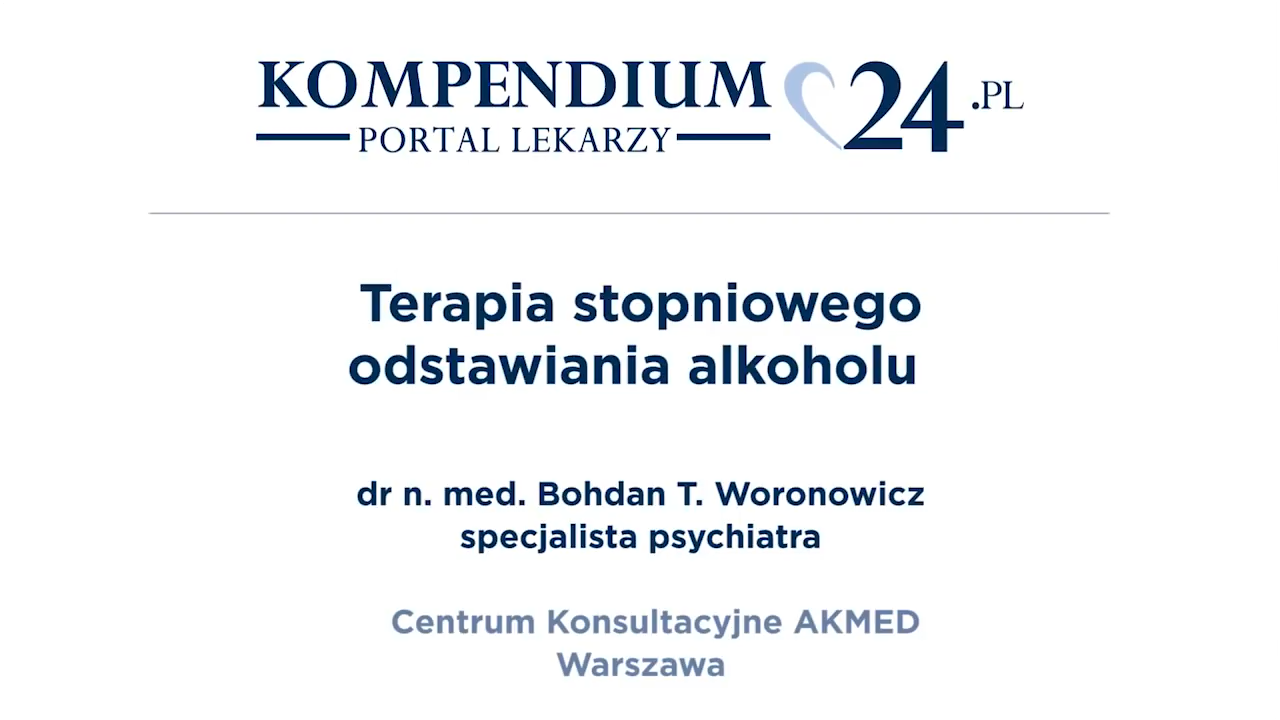 KOMPENDIUM 24.PL
PORTAL LEKARZY
Terapia stopniowego
odstawiania alkoholu
dr n. med. Bohdan T. Woronowicz
specjalista psychiatra
Centrum Konsultacyjne AKMED
Warszawa